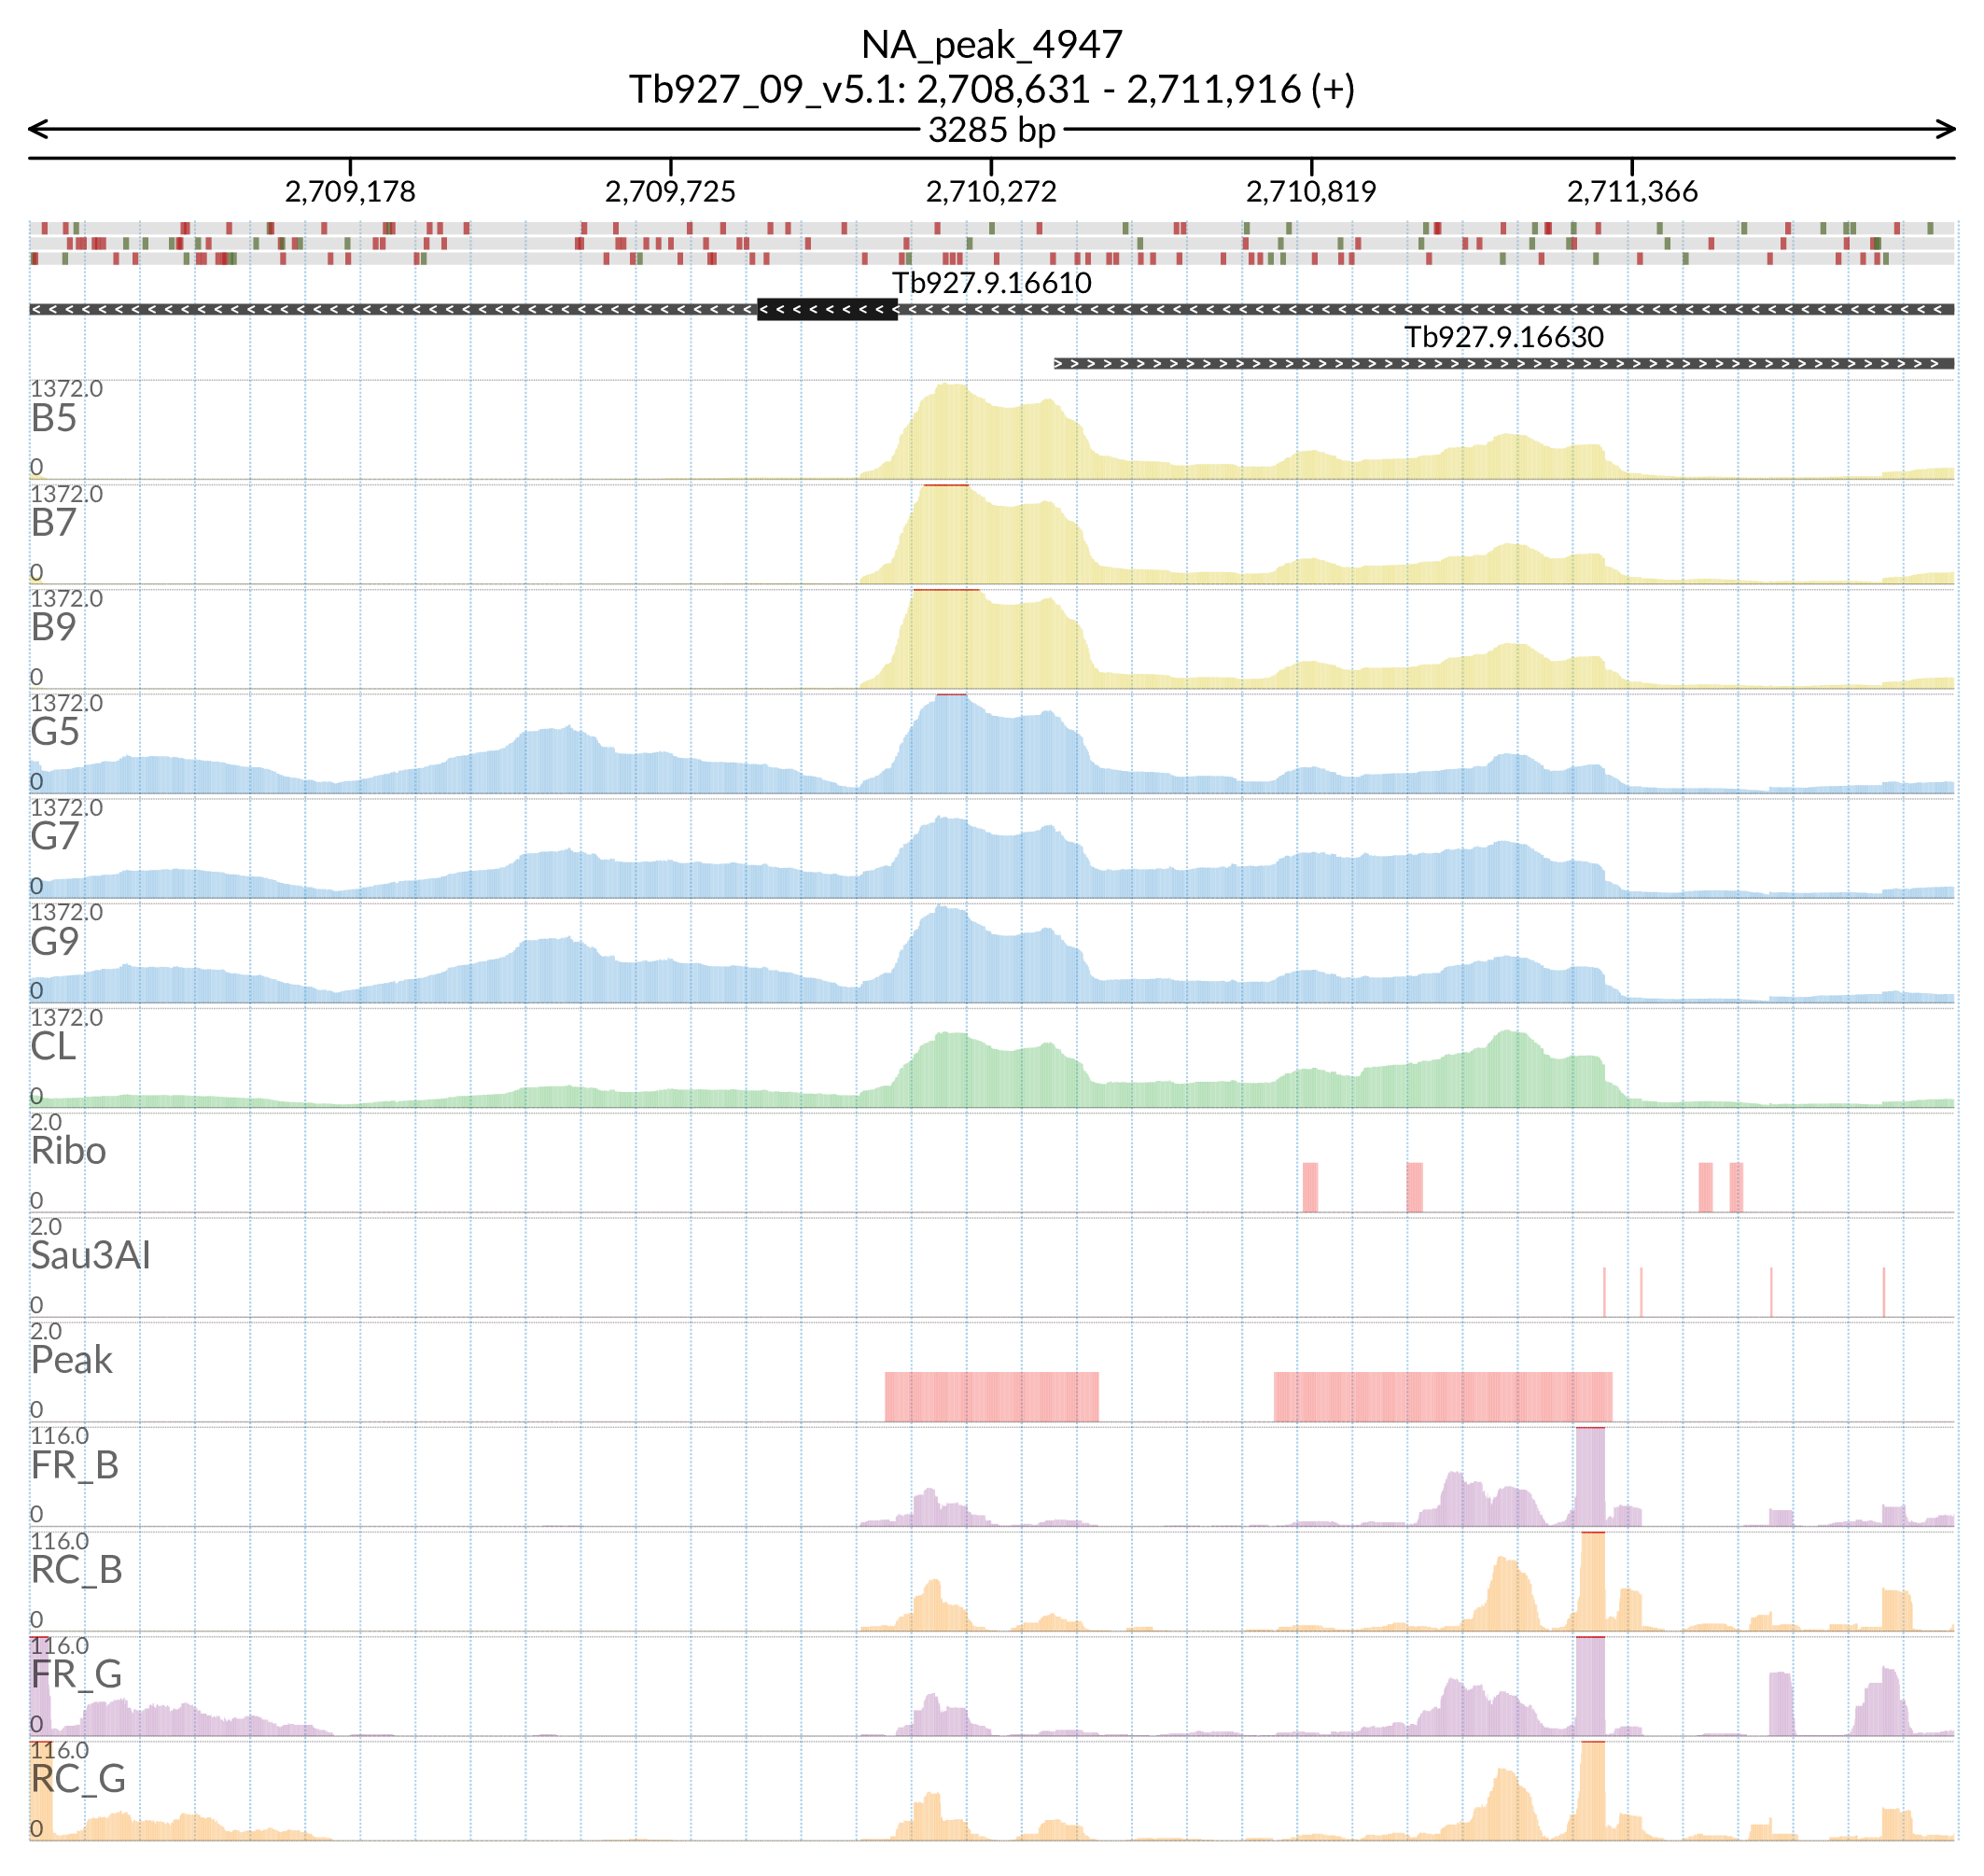 NA_peak_4947
Tb927_09_v5.1: 2,708,631 - 2,711,916 (+)
3285 bp
2,709,178 2,709,725 2,710,272 2,710,819 2,711,366
Tb927.9.16610
Tb927.9.16630
1372.0
B5
0
1372.0
B7
0
1372.0
B9
0
1372.0
G5
0
1372.0
G7
0
1372.0
G9
0
1372.0
CL
0
2.0
Ribo
0
2.0
Sau3AI
0
2.0
Peak
0
116.0
FR_B
0
116.0
RC_B
0
116.0
FR_G
0
116.0
RC_G
0